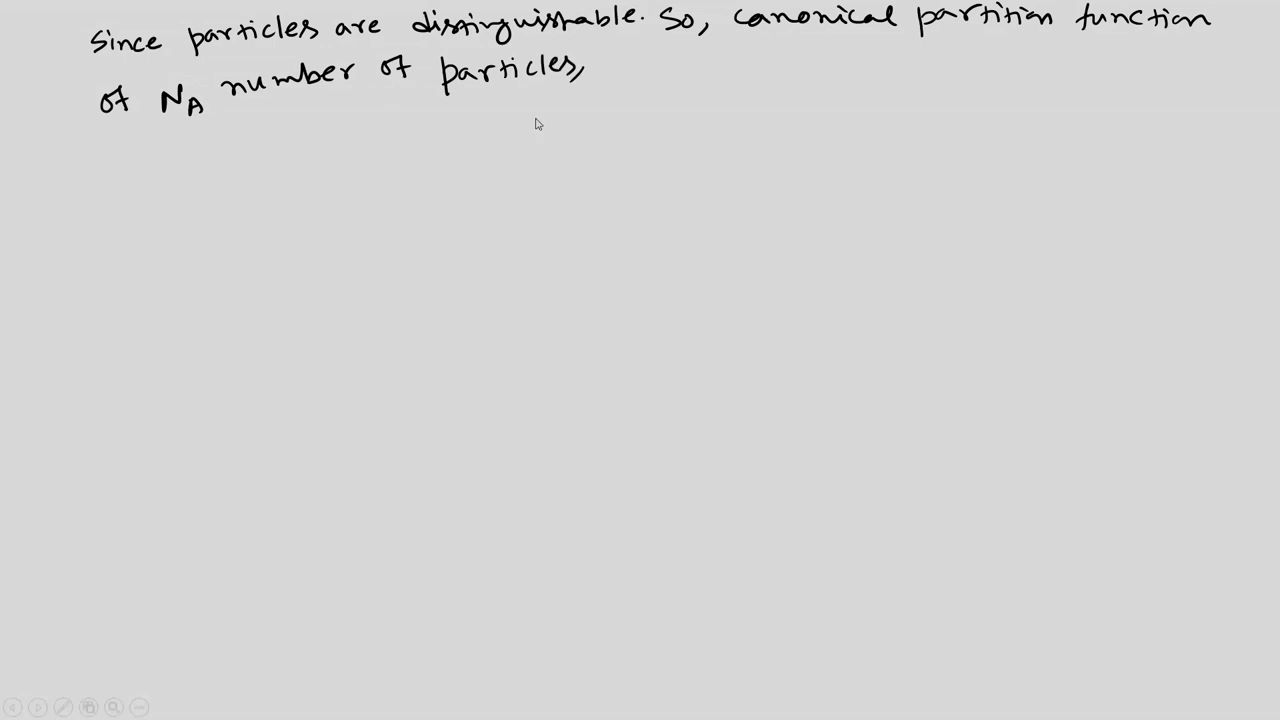 Since particles are distinguishable. So, canonical partition function
of N_A number of particles,